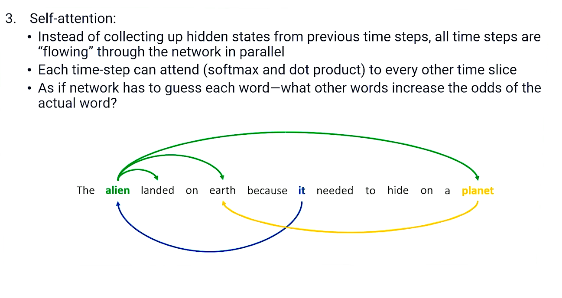 3. Self-attention:
• Instead of collecting up hidden states from previous time steps, all time steps are
“flowing” through the network in parallel
• Each time-step can attend (softmax and dot product) to every other time slice
• As if network has to guess each word—what other words increase the odds of the
actual word?
The alien landed on earth because it needed to hide on a planet